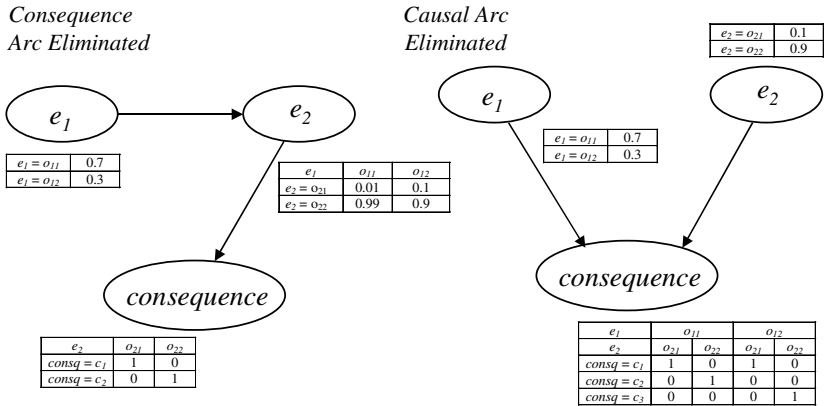 Consequence
Arc Eliminated
e1
e2
e1 = o11 0.7
e1 = o12 0.3
e1 o11 o12
e2 = o21 0.01 0.1
e2 = o22 0.99 0.9
consequence
e2 o21 o22
consq = c1 1 0
consq = c2 0 1
Causal Arc
Eliminated
e2 = o21 0.1
e2 = o22 0.9
e1
e2
e1 = o11 0.7
e1 = o12 0.3
consequence
e1 o11 o12
e2 o21 o22 o21 o22
consq = c1 1 0 1 0
consq = c2 0 1 0 0
consq = c3 0 0 0 1